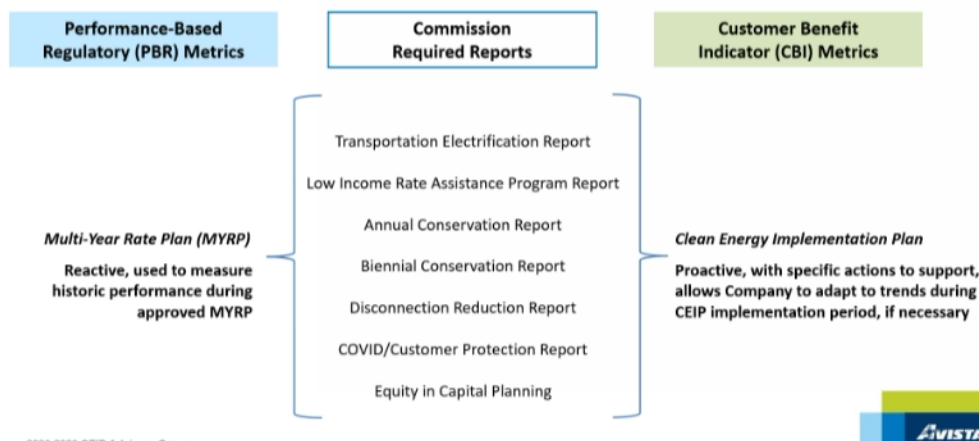 Performance-Based
Regulatory (PBR) Metrics
Commission
Required Reports
Customer Benefit
Indicator (CBI) Metrics
Multi-Year Rate Plan (MYRP)
Reactive, used to measure
historic performance during
approved MYRP
Transportation Electrification Report
Low Income Rate Assistance Program Report
Annual Conservation Report
Biennial Conservation Report
Disconnection Reduction Report
COVID/Customer Protection Report
Equity in Capital Planning
Clean Energy Implementation Plan
Proactive, with specific actions to support,
allows Company to adapt to trends during
CEIP implementation period, if necessary
AVISTA